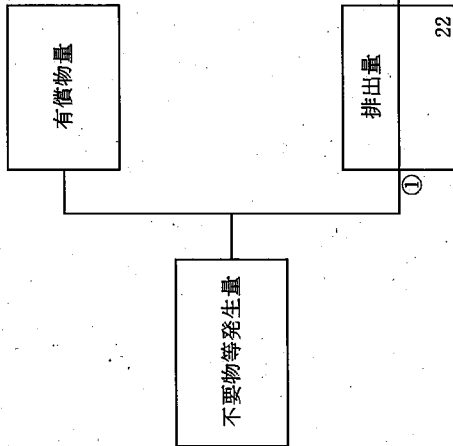 不要物等発生量
有償物量
①
排出量
22